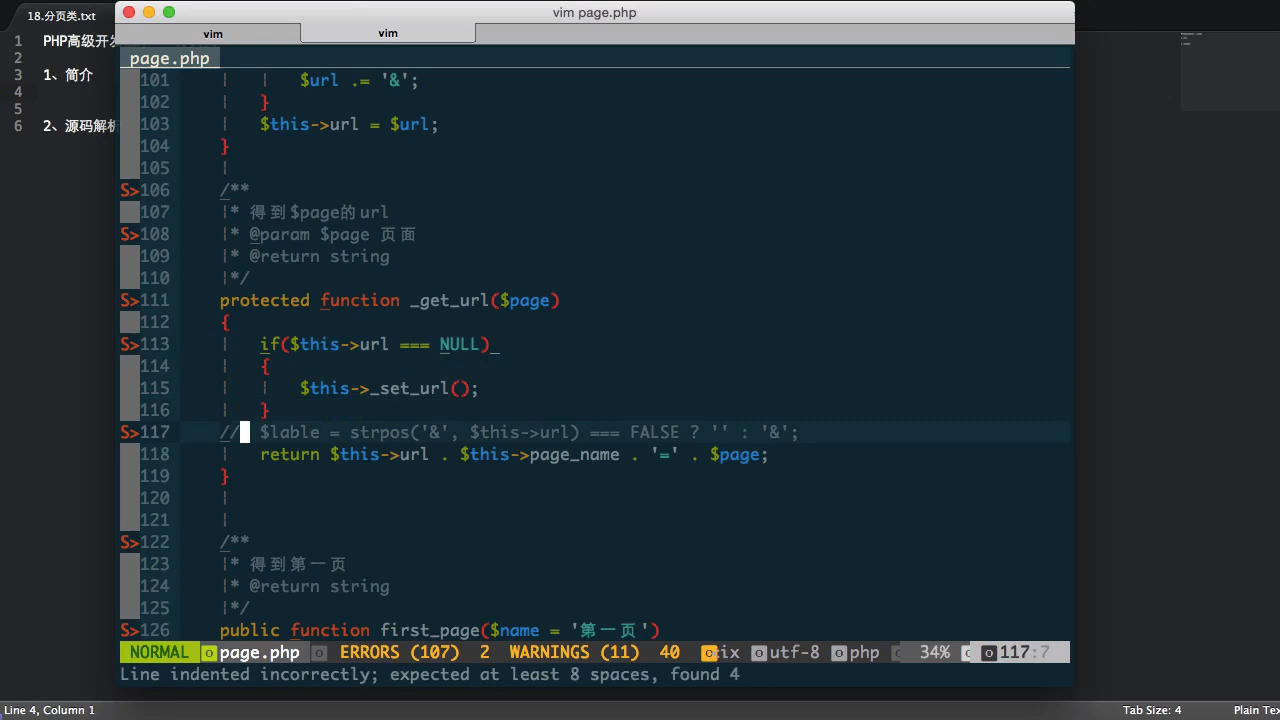 18.分页类.txt
vim page.php
vim
vim
1 PHP高级开发
2
3 1、简介
4
5
6 2、源码解析
page.php
101 $url .= '&';
102 }
103 $this->url = $url;
104 }
105
S>106 /**
107 * 得到$page的url
S>108 * @param $page 页面
109 * @return string
110 */
S>111 protected function _get_url($page)
112 {
S>113 if($this->url === NULL)
114 {
S>115 $this->_set_url();
116 }
S>117 // $lable = strpos('&', $this->url) === FALSE ? '' : '&';
S>118 return $this->url . $this->page_name . '=' . $page;
119 }
120
121
S>122 /**
123 * 得到第一页
124 * @return string
125 */
S>126 public function first_page($name = '第一页')
NORMAL page.php ERRORS (107) 2 WARNINGS (11) 40 ix utf-8 php 34% 117:7
Line indented incorrectly; expected at least 8 spaces, found 4
Line 4, Column 1
Tab Size: 4
Plain Te